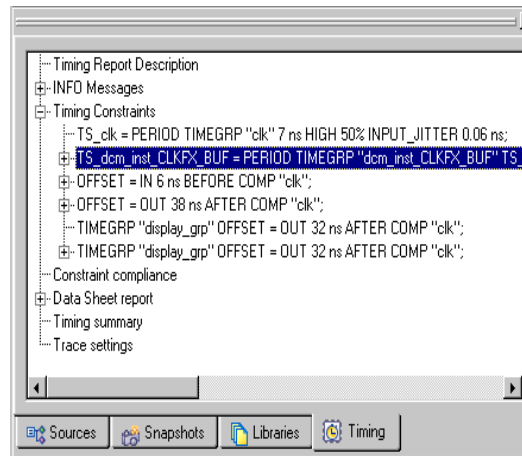 Timing Report Description
INFO Messages
Timing Constraints
TS_clk = PERIOD TIMEGRP "clk" 7 ns HIGH 50% INPUT_JITTER 0.06 ns;
TS_dcm_inst_CLKFX_BUF = PERIOD TIMEGRP "dcm_inst_CLKFX_BUF" TS_
OFFSET = IN 6 ns BEFORE COMP "clk";
OFFSET = OUT 38 ns AFTER COMP "clk";
TIMEGRP "display_grp" OFFSET = OUT 32 ns AFTER COMP "clk";
TIMEGRP "display_grp" OFFSET = OUT 32 ns AFTER COMP "clk";
Constraint compliance
Data Sheet report
Timing summary
Trace settings
Sources Snapshots Libraries Timing